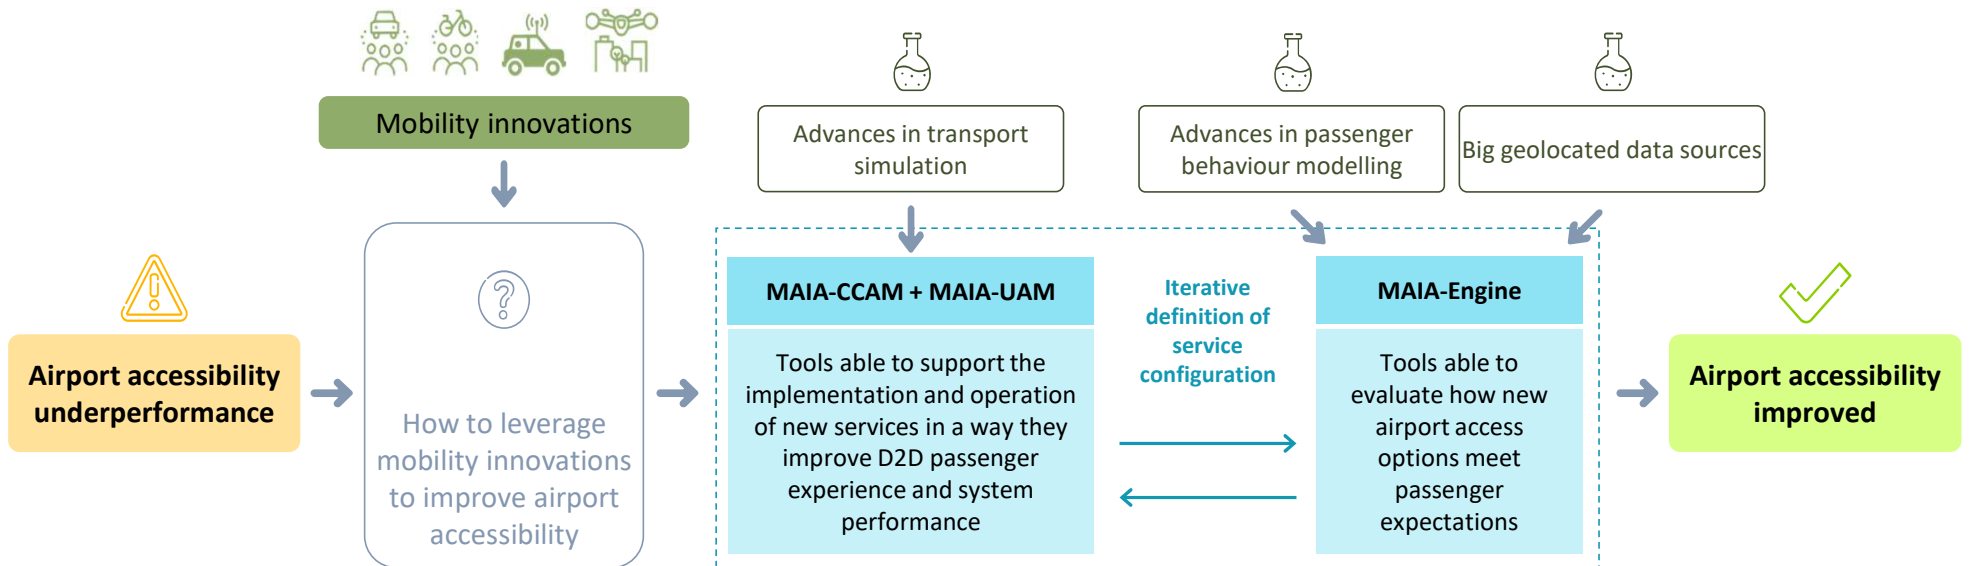 Mobility innovations
Advances in transport
simulation
Advances in passenger
behaviour modelling
Big geolocated data sources
Airport accessibility
underperformance
?
How to leverage
mobility innovations
to improve airport
accessibility
MAIA-CCAM + MAIA-UAM
Tools able to support the
implementation and operation
of new services in a way they
improve D2D passenger
experience and system
performance
Iterative
definition of
service
configuration
MAIA-Engine
Tools able to
evaluate how new
airport access
options meet
passenger
expectations
Airport accessibility
improved